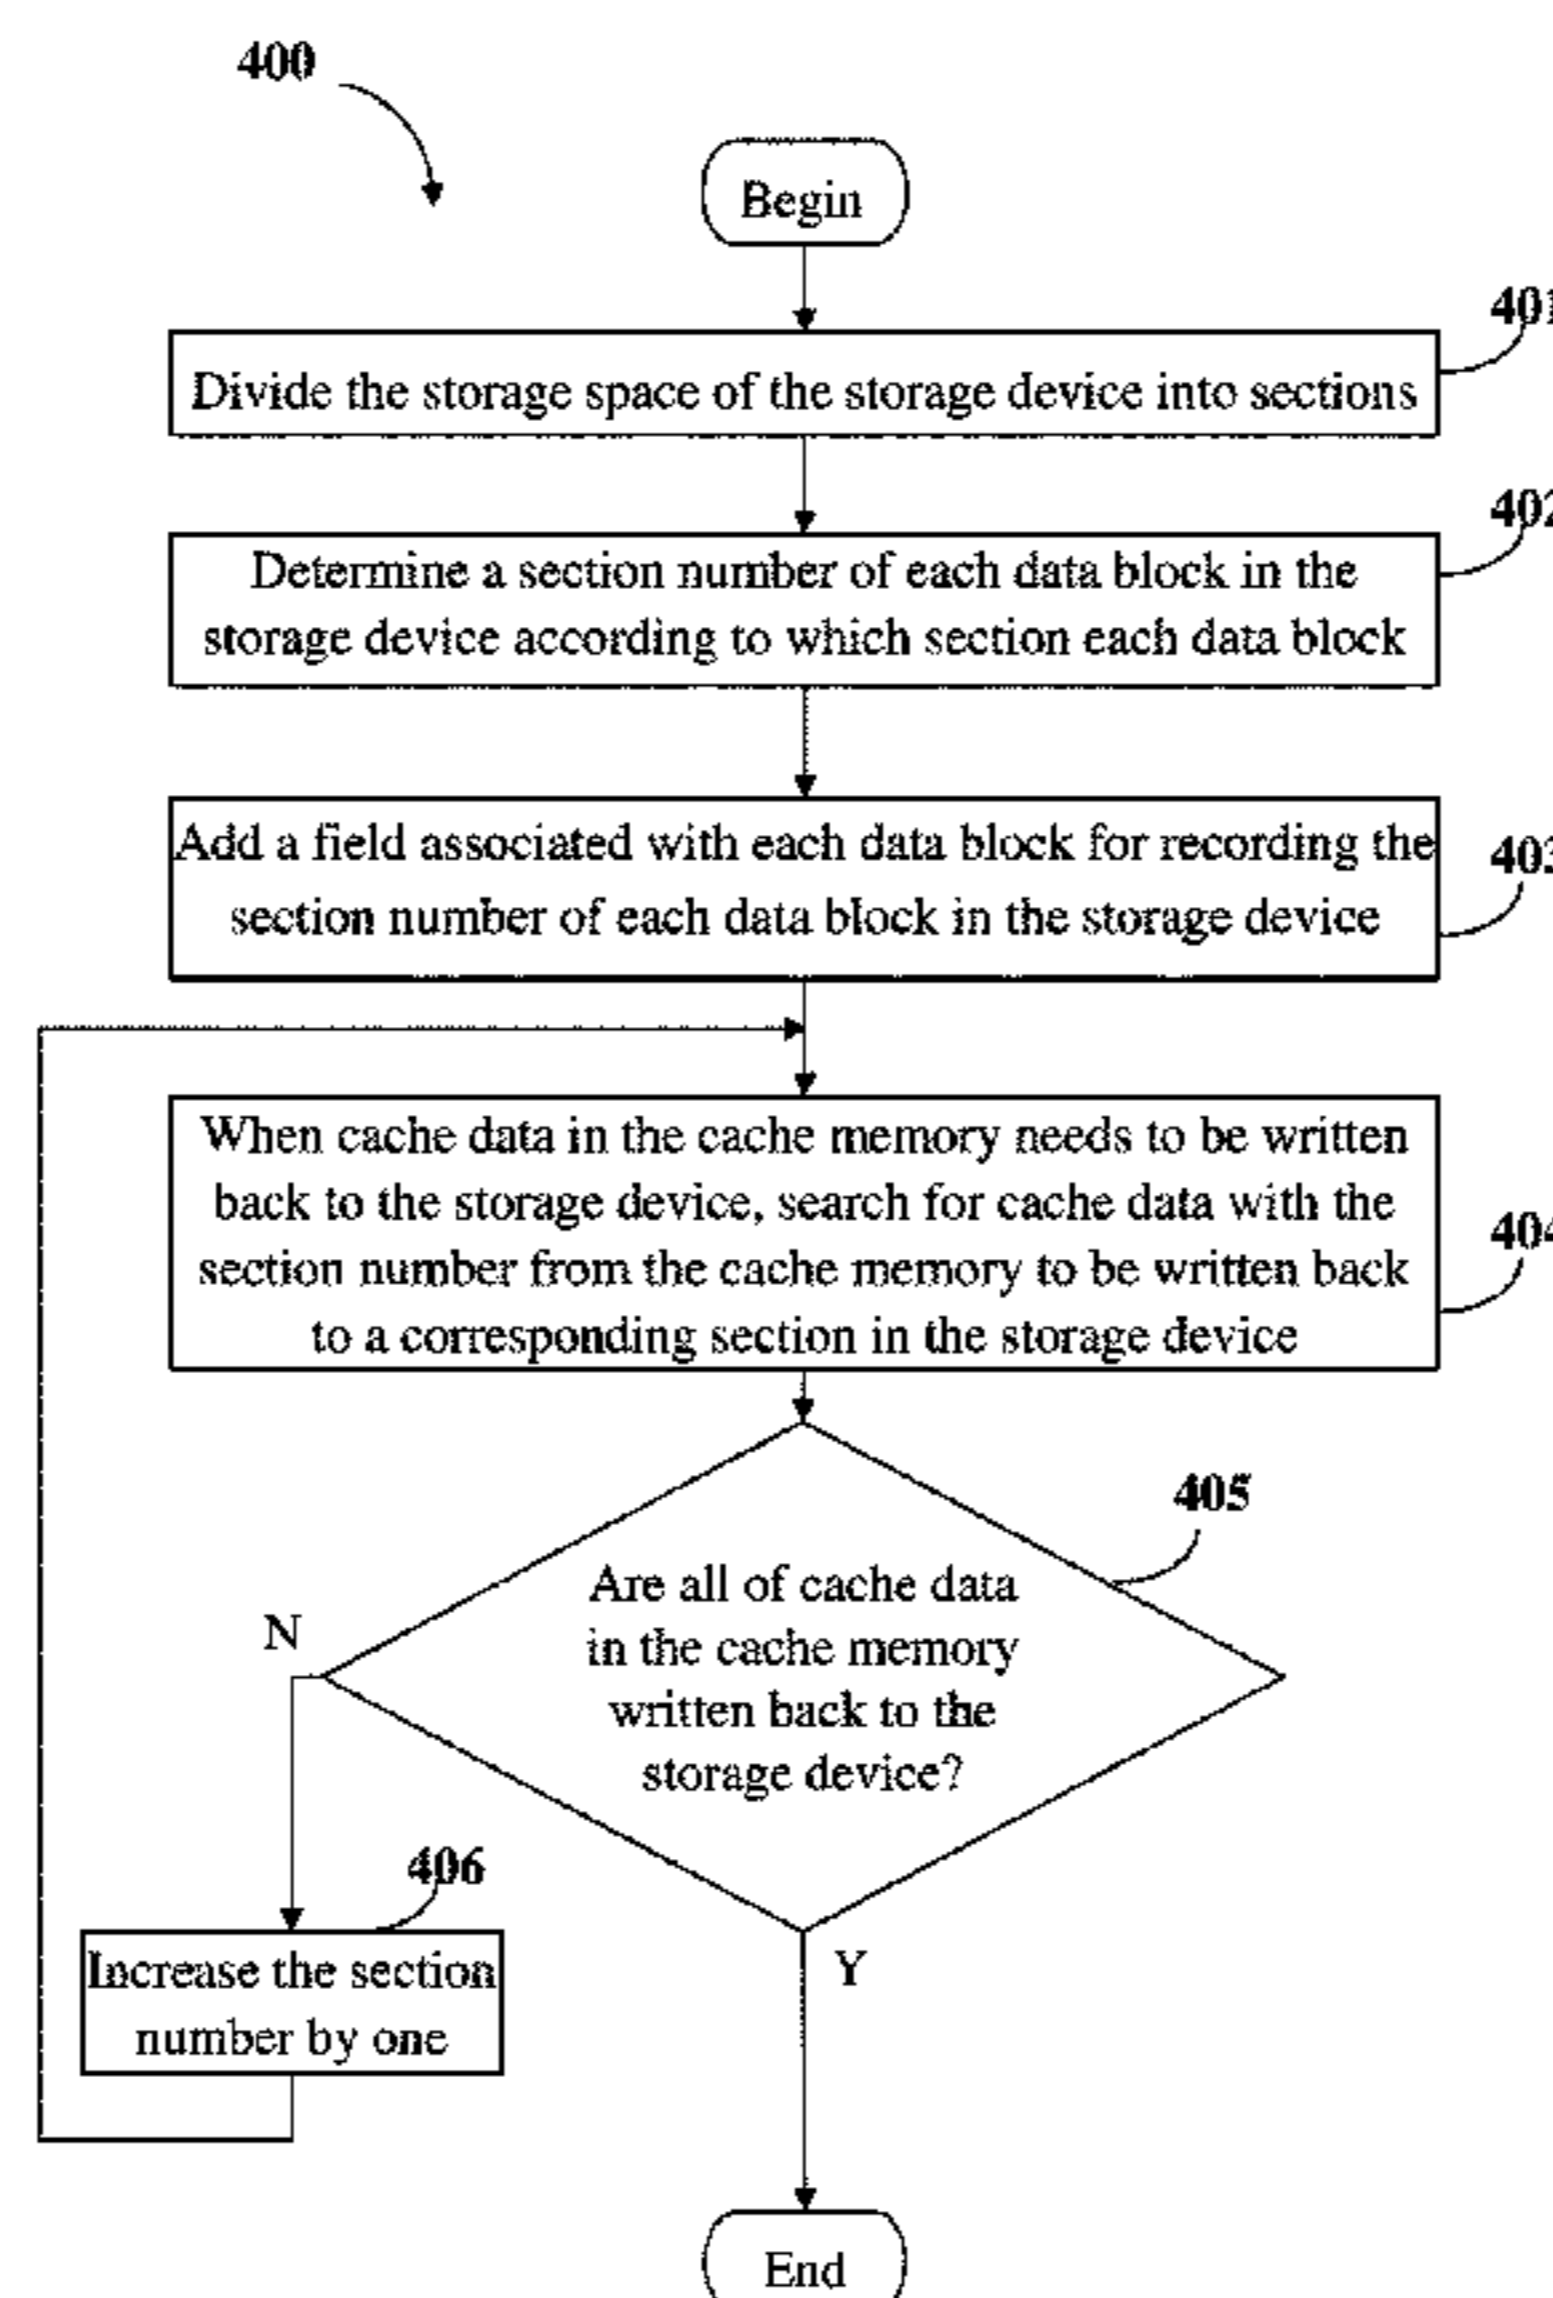 400
Begin
401
Divide the storage space of the storage device into sections
402
Determine a section number of each data block in the
storage device according to which section each data block
Add a field associated with each data block for recording the
403
section number of each data block in the storage device
When cache data in the cache memory needs to be written
back to the storage device, search for cache data with the
404
section number from the cache memory to be written back
to a corresponding section in the storage device
405
Are all of cache data
in the cache memory
written back to the
storage device?
N
406
Increase the section
number by one
Y
End